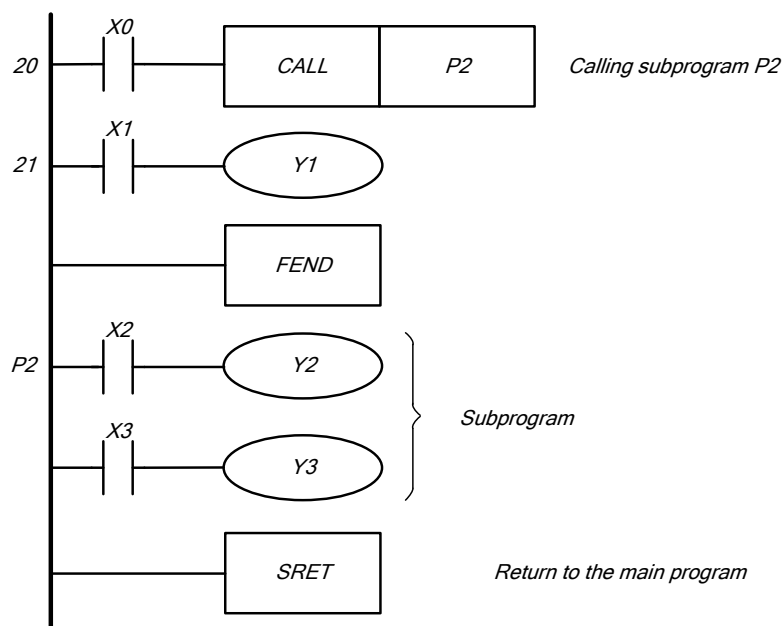 X0
20 CALL P2 Calling subprogram P2
X1
21 Y1
FEND
X2
P2 Y2
Subprogram
X3
Y3
SRET Return to the main program